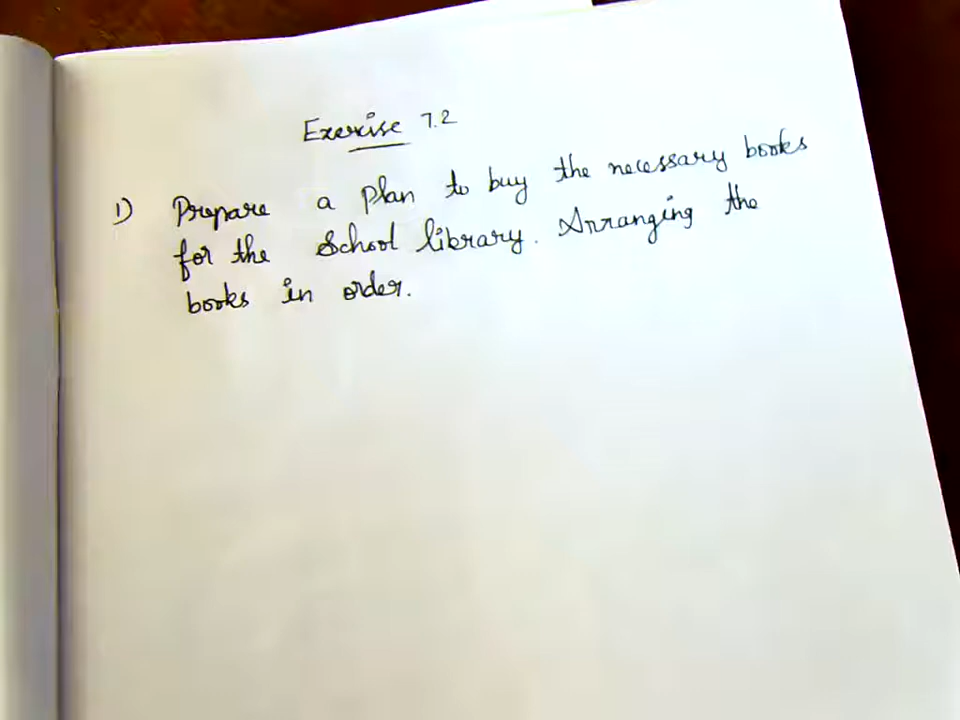 Exercise 7.2
1) Prepare a plan to buy the necessary books
for the School library. Arranging the
books in order.